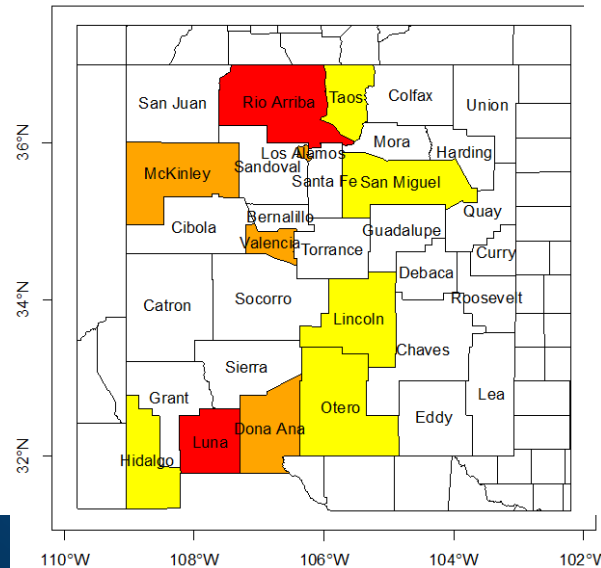 San Juan
Rio Arriba
Taos
Colfax
Union
36°N
Mora
Harding
Los Alamos
McKinley
Sandoval
Santa Fe
San Miguel
Quay
Cibola
Bernalillo
Guadalupe
Valencia
Torrance
Curry
Debaca
34°N
Catron
Socorro
Roosevelt
Lincoln
Chaves
Sierra
Grant
Lea
Otero
Eddy
Luna
Dona Ana
32°N
Hidalgo
110°W
108°W
106°W
104°W
102°W